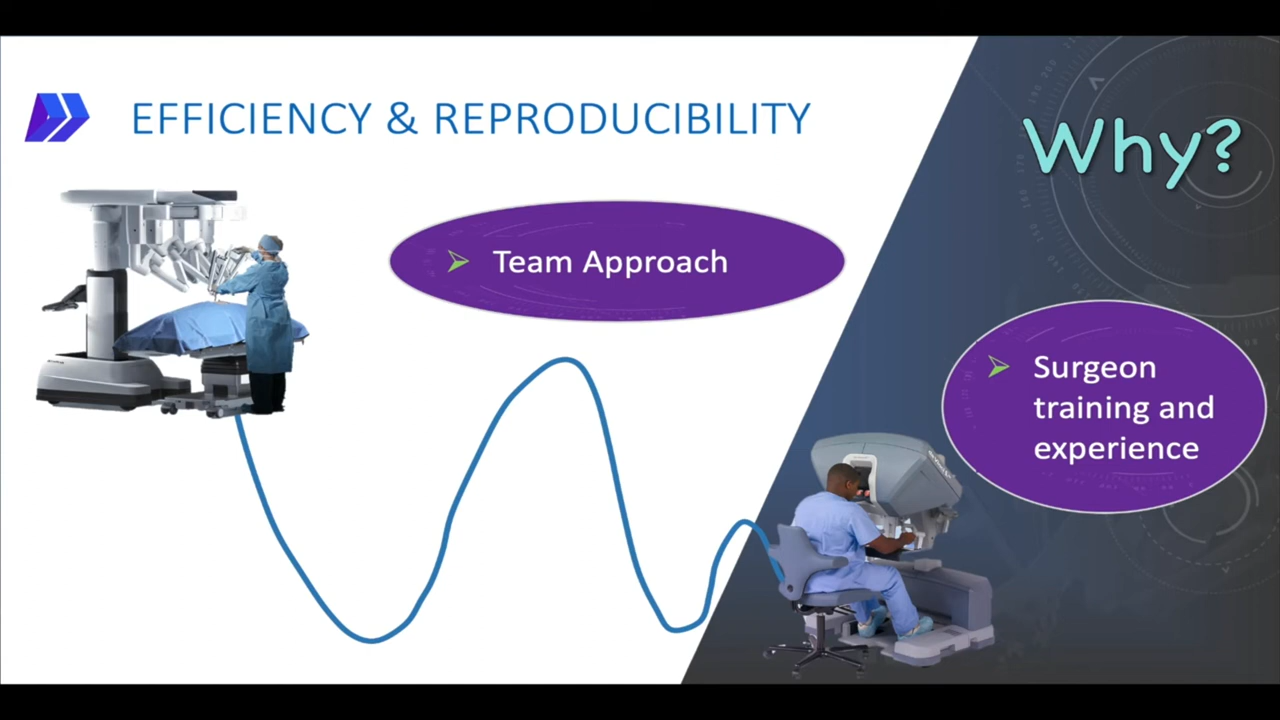 EFFICIENCY & REPRODUCIBILITY
Why?
Team Approach
Surgeon
training and
experience